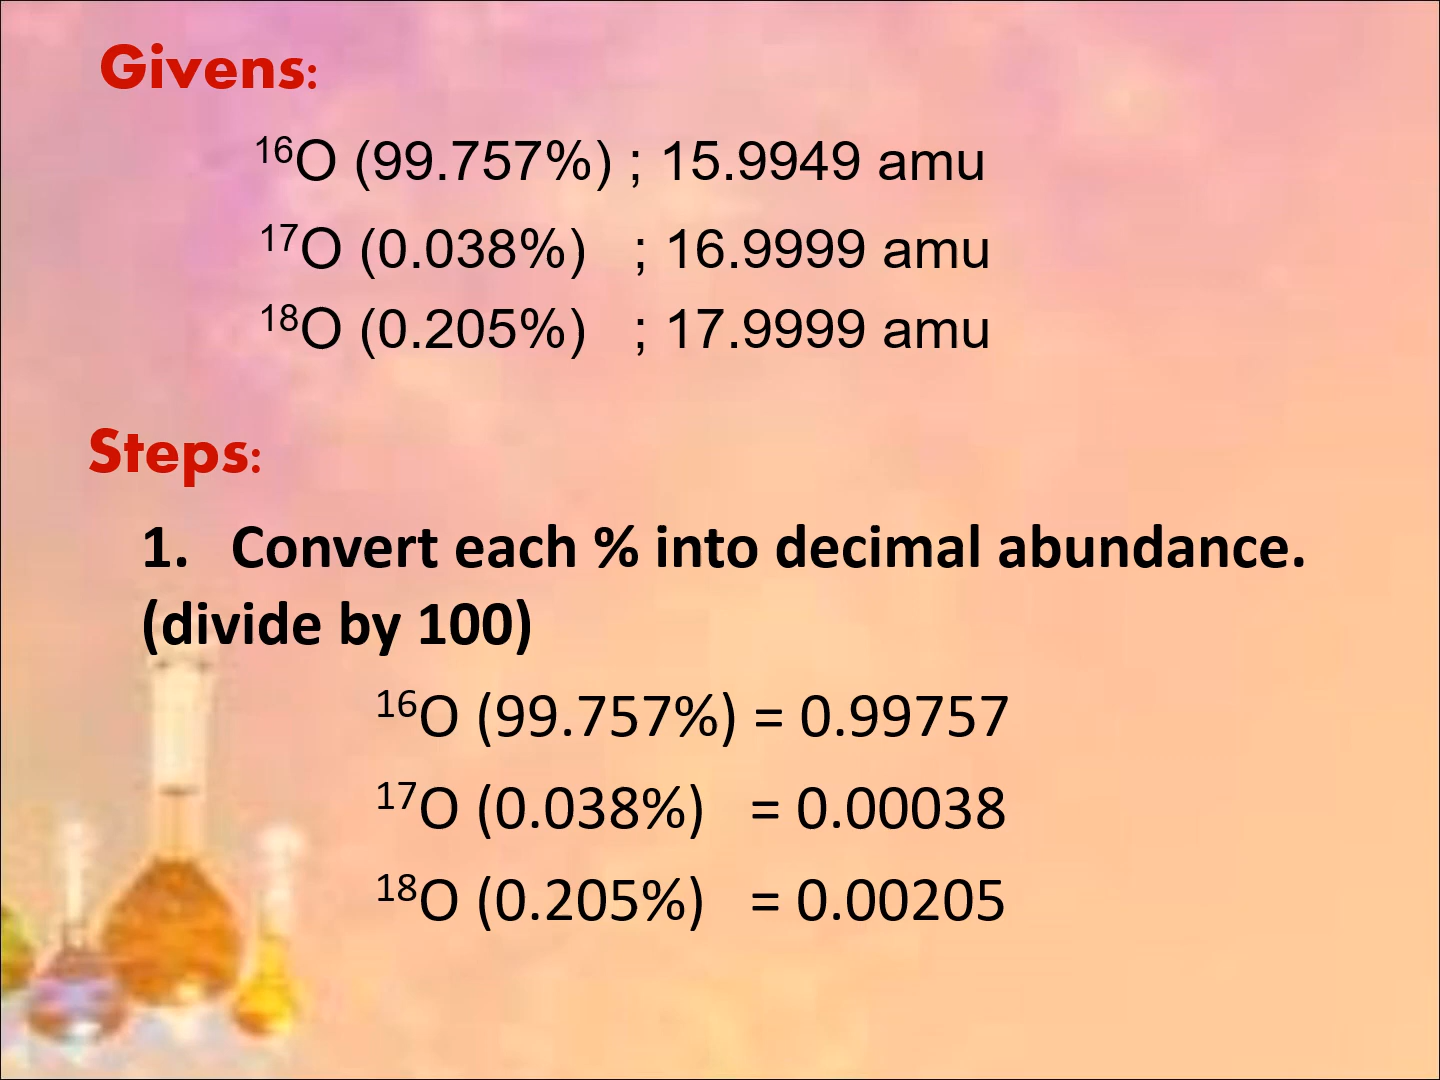 Givens:
¹⁶O (99.757%) ; 15.9949 amu
¹⁷O (0.038%) ; 16.9999 amu
¹⁸O (0.205%) ; 17.9999 amu
Steps:
1. Convert each % into decimal abundance.
(divide by 100)
¹⁶O (99.757%) = 0.99757
¹⁷O (0.038%) = 0.00038
¹⁸O (0.205%) = 0.00205